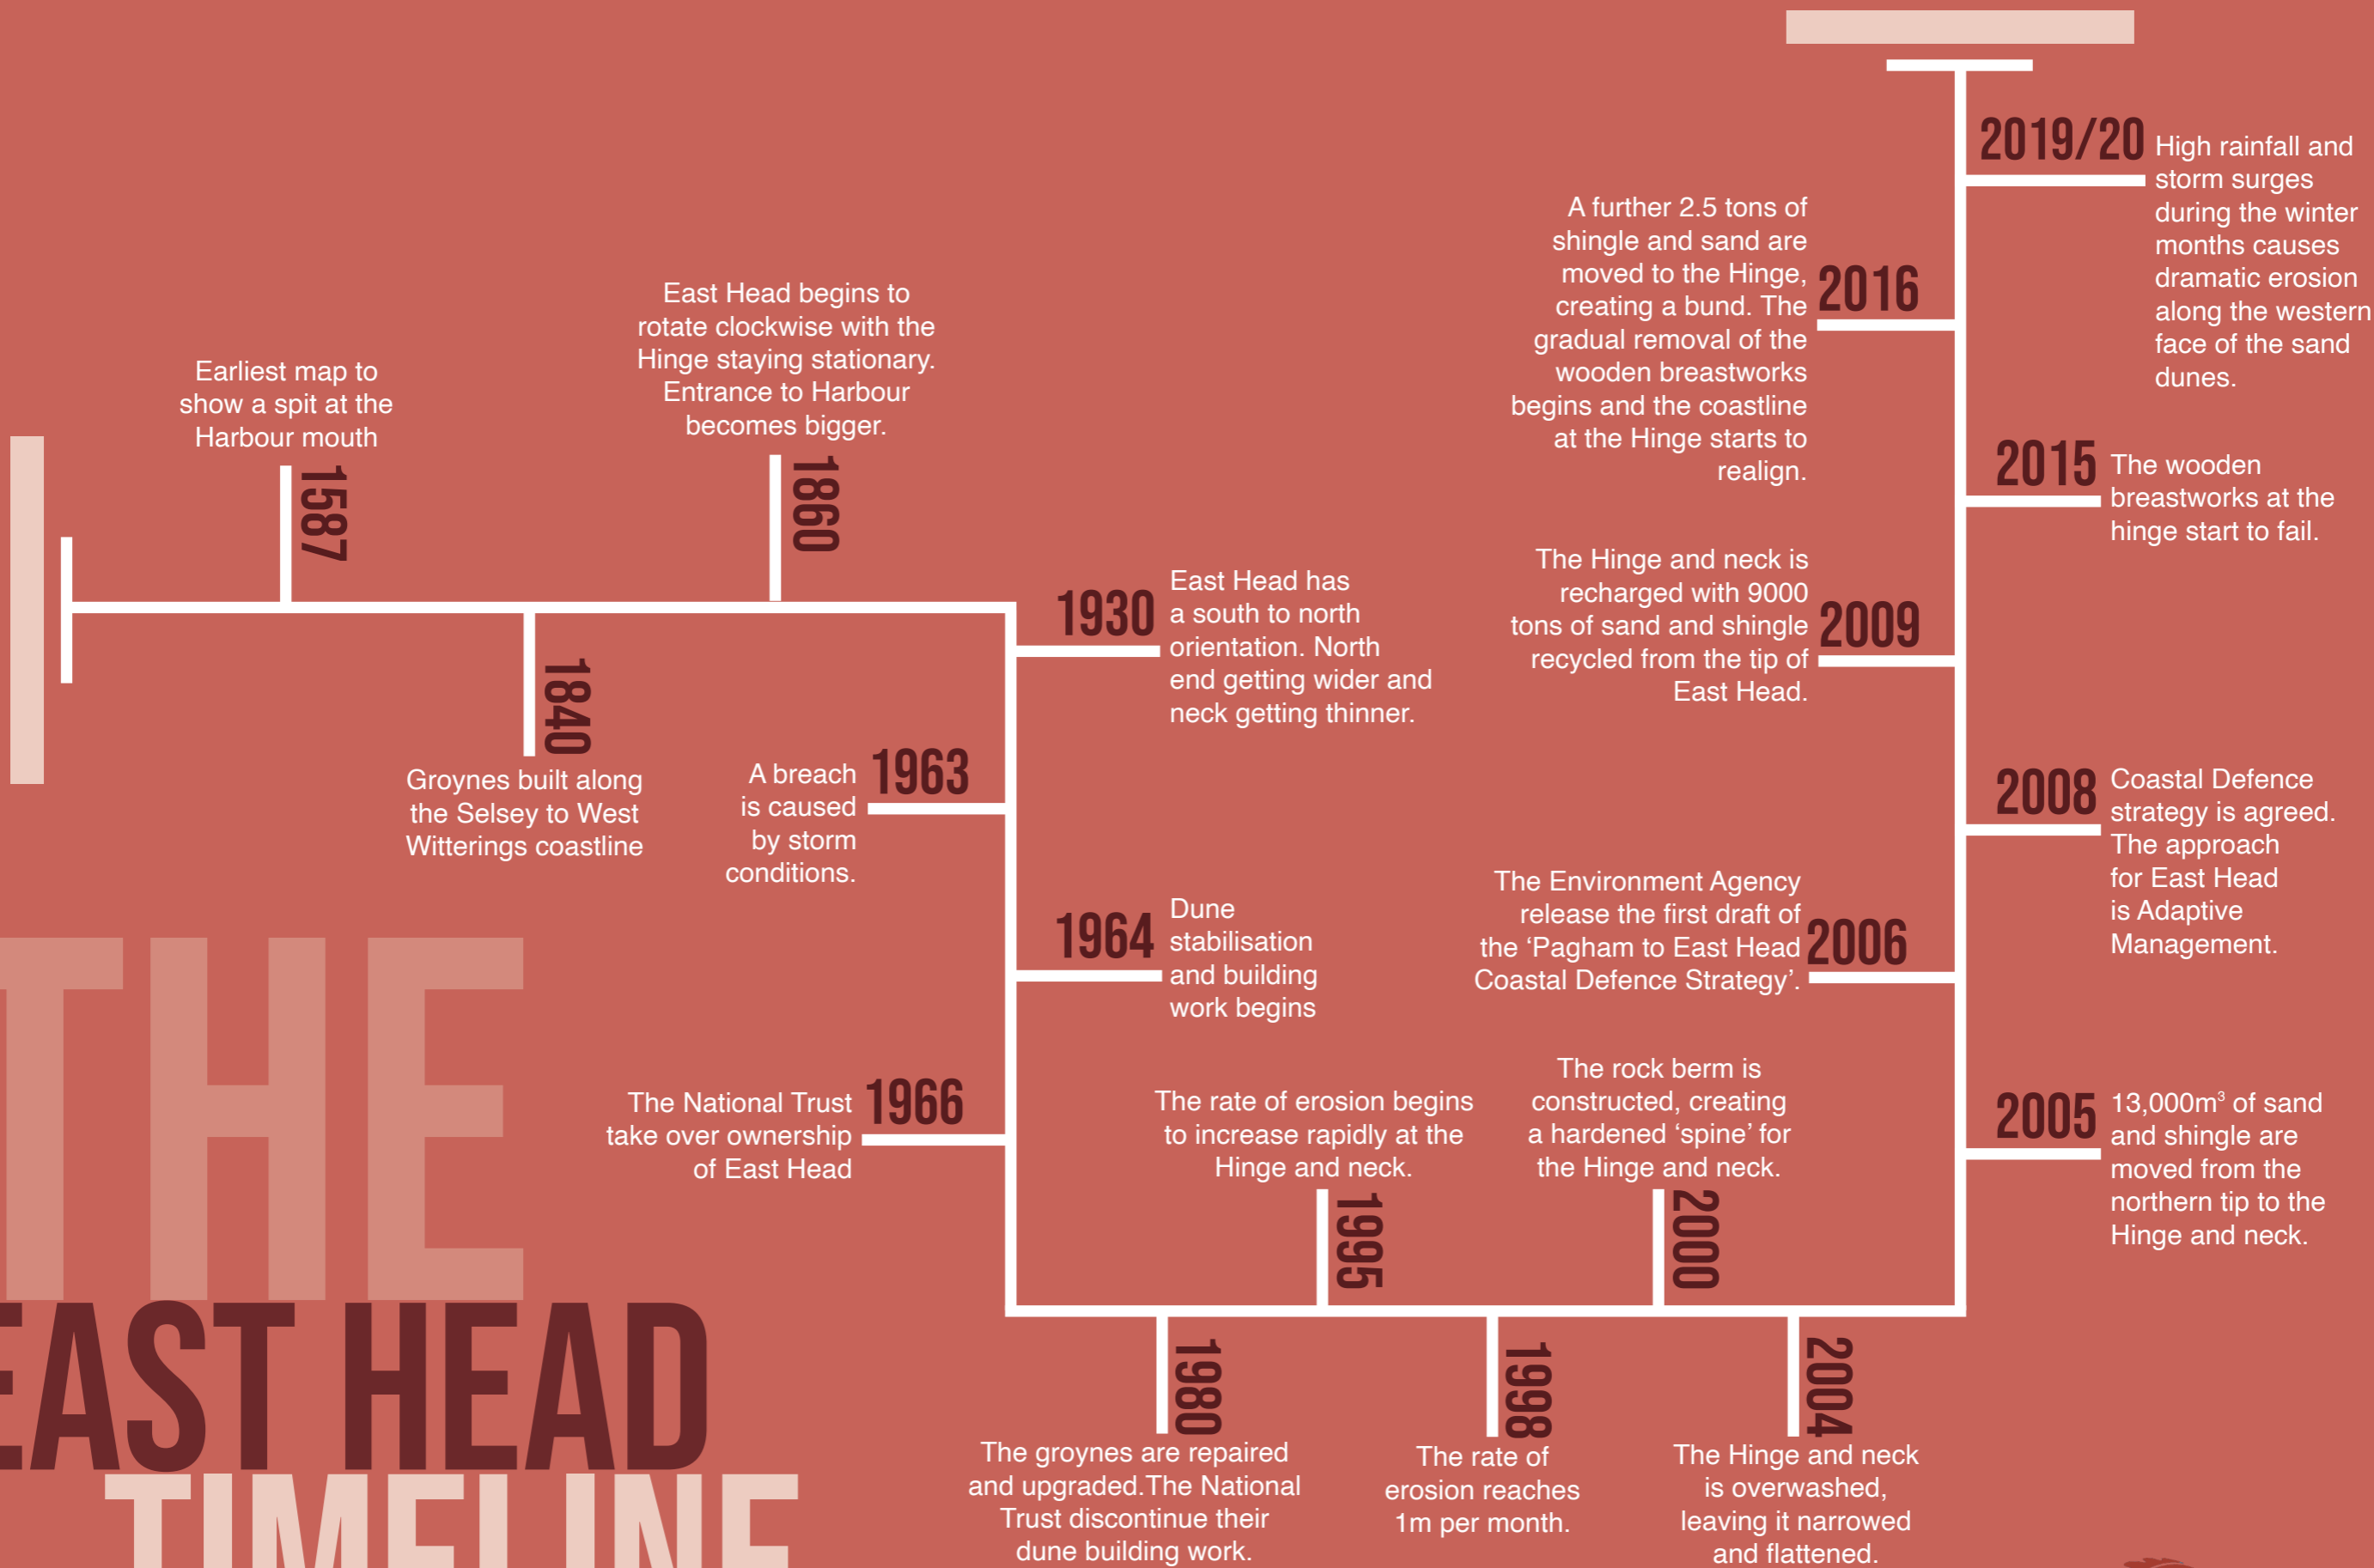 Earliest map to
show a spit at the
Harbour mouth
1587
1840
Groynes built along
the Selsey to West
Witterings coastline
East Head begins to
rotate clockwise with the
Hinge staying stationary.
Entrance to Harbour
becomes bigger.
1860
1930
East Head has
a south to north
orientation. North
end getting wider and
neck getting thinner.
A breach
is caused
by storm
conditions.
1963
1964
Dune
stabilisation
and building
work begins
The National Trust
take over ownership
of East Head
1966
1980
The groynes are repaired
and upgraded.The National
Trust discontinue their
dune building work.
The rate of erosion begins
to increase rapidly at the
Hinge and neck.
1995
1998
The rate of
erosion reaches
1m per month.
The rock berm is
constructed, creating
a hardened ‘spine’ for
the Hinge and neck.
2000
2004
The Hinge and neck
is overwashed,
leaving it narrowed
and flattened.
2005
13,000m³ of sand
and shingle are
moved from the
northern tip to the
Hinge and neck.
The Environment Agency
release the first draft of
the ‘Pagham to East Head
Coastal Defence Strategy’.
2006
2008
Coastal Defence
strategy is agreed.
The approach
for East Head
is Adaptive
Management.
The Hinge and neck is
recharged with 9000
tons of sand and shingle
recycled from the tip of
East Head.
2009
2015
The wooden
breastworks at the
hinge start to fail.
A further 2.5 tons of
shingle and sand are
moved to the Hinge,
creating a bund. The
gradual removal of the
wooden breastworks
begins and the coastline
at the Hinge starts to
realign.
2016
2019/20
High rainfall and
storm surges
during the winter
months causes
dramatic erosion
along the western
face of the sand
dunes.
THE
EAST HEAD
TIMELINE